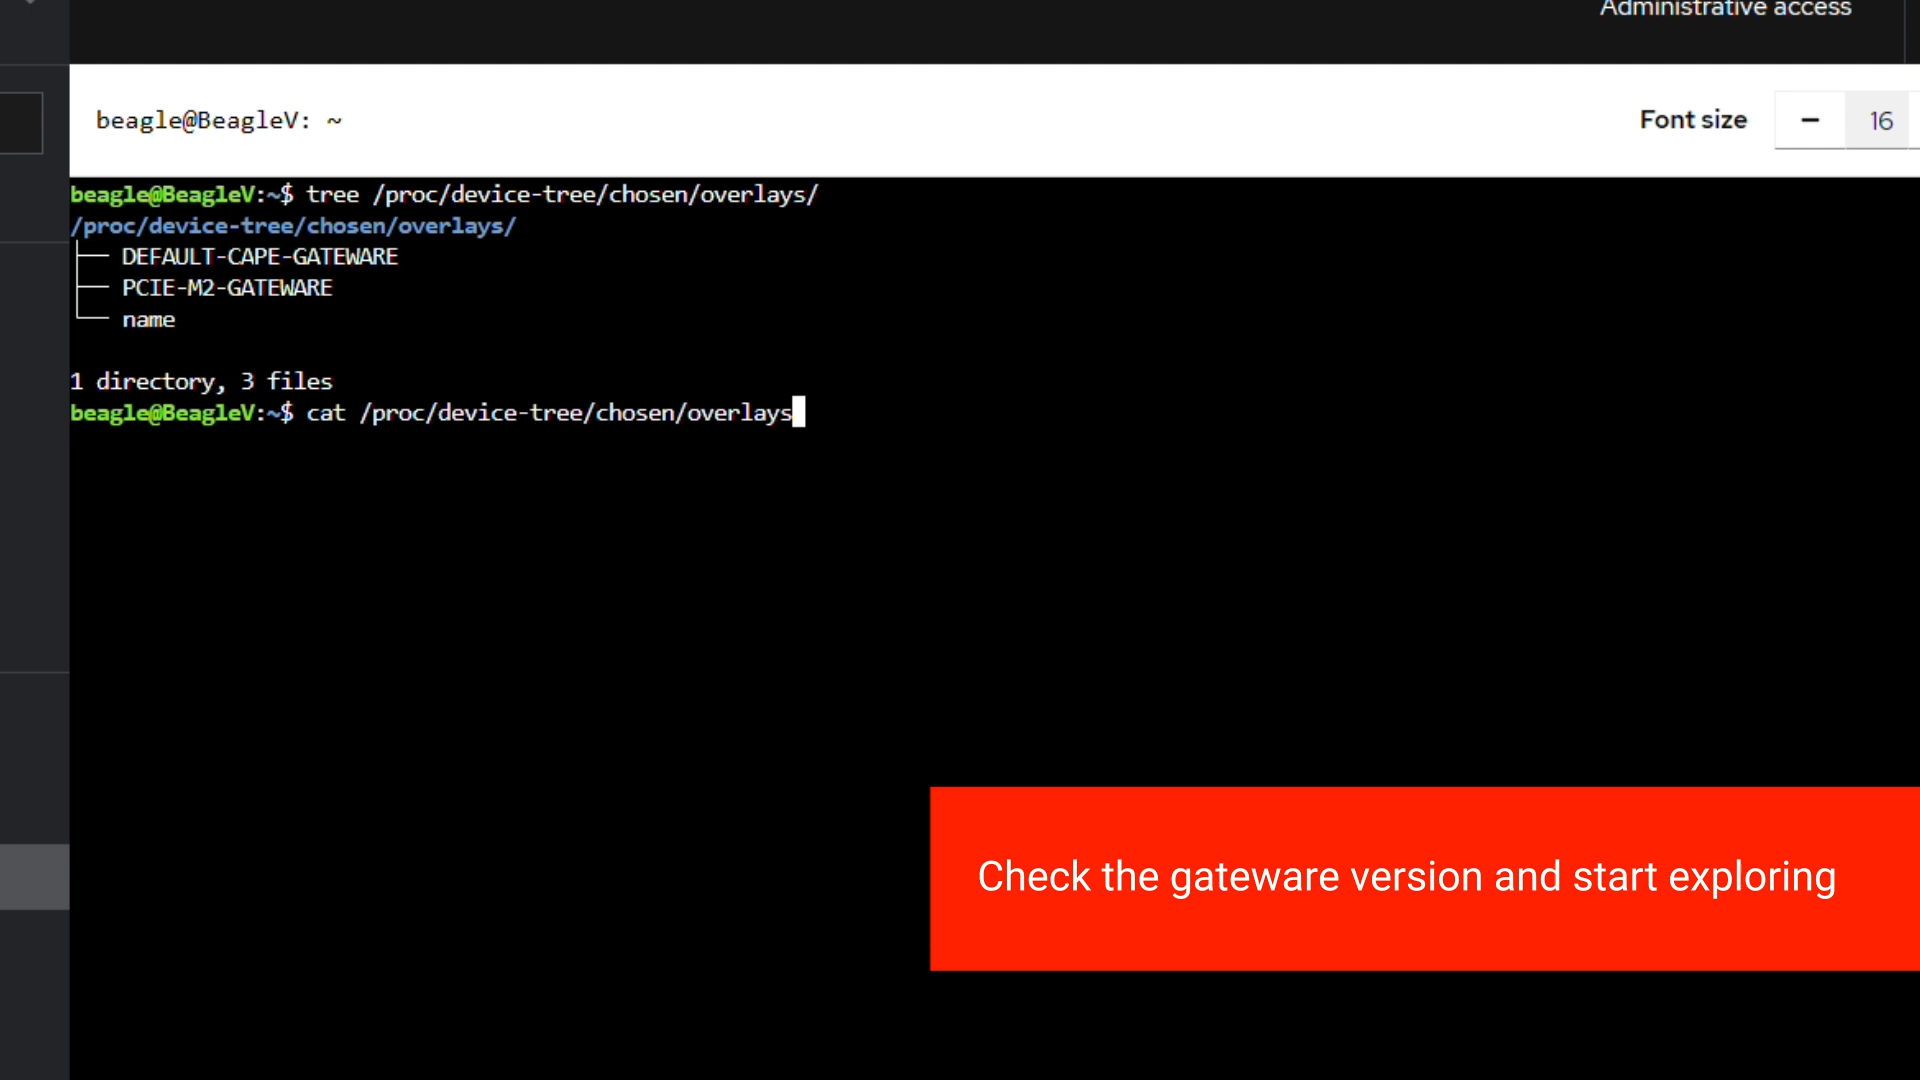 Administrative access
beagle@BeagleV: ~
Font size − 16
beagle@BeagleV:~$ tree /proc/device-tree/chosen/overlays/
/proc/device-tree/chosen/overlays/
├── DEFAULT-CAPE-GATEWARE
├── PCIE-M2-GATEWARE
└── name
1 directory, 3 files
beagle@BeagleV:~$ cat /proc/device-tree/chosen/overlays
Check the gateware version and start exploring